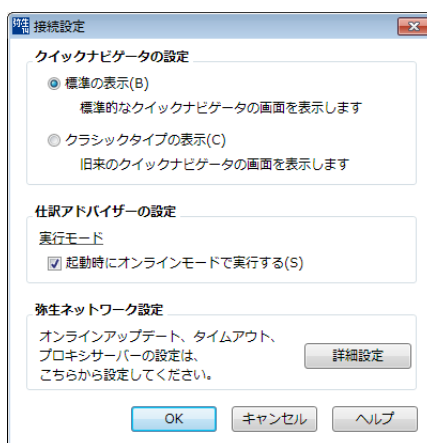 接続設定
クイックナビゲータの設定
標準の表示(B)
標準的なクイックナビゲータの画面を表示します
クラシックタイプの表示(C)
旧来のクイックナビゲータの画面を表示します
仕訳アドバイザーの設定
実行モード
起動時にオンラインモードで実行する(S)
弥生ネットワーク設定
オンラインアップデート、タイムアウト、
プロキシサーバーの設定は、
こちらから設定してください。
詳細設定
OK キャンセル ヘルプ